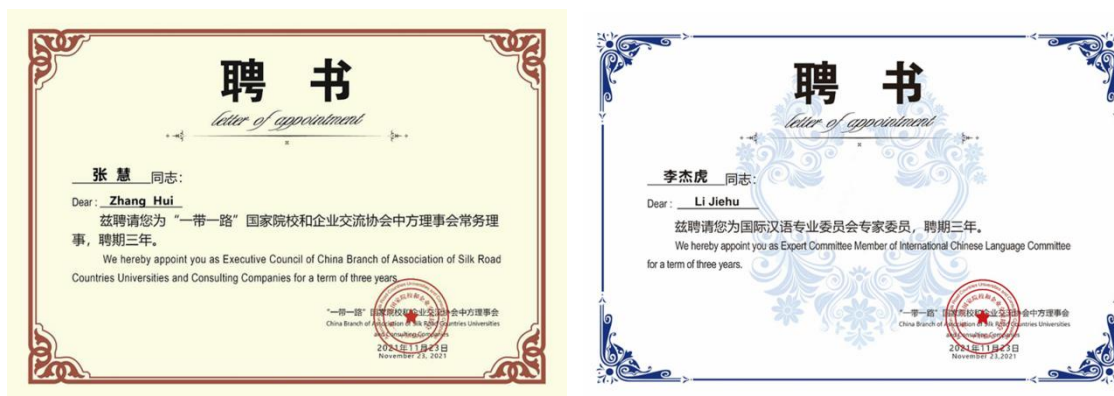 聘 书
letter of appointment
张 慧 同志：
Dear : Zhang Hui
兹聘请您为“一带一路”国家院校和企业交流协会中方理事会常务理
事，聘期三年。
We hereby appoint you as Executive Council of China Branch of Association of Silk Road
Countries Universities and Consulting Companies for a term of three years.
“一带一路”国家院校和企业交流协会中方理事会
China Branch of Association of Silk Road Countries Universities
and Consulting Companies
2021年11月23日
November 23, 2021
聘 书
letter of appointment
李杰虎 同志：
Dear : Li Jiehu
兹聘请您为国际汉语专业委员会专家委员，聘期三年。
We hereby appoint you as Expert Committee Member of International Chinese Language Committee
for a term of three years.
“一带一路”国家院校和企业交流协会中方理事会
China Branch of Association of Silk Road Countries Universities
and Consulting Companies
2021年11月23日
November 23,2021